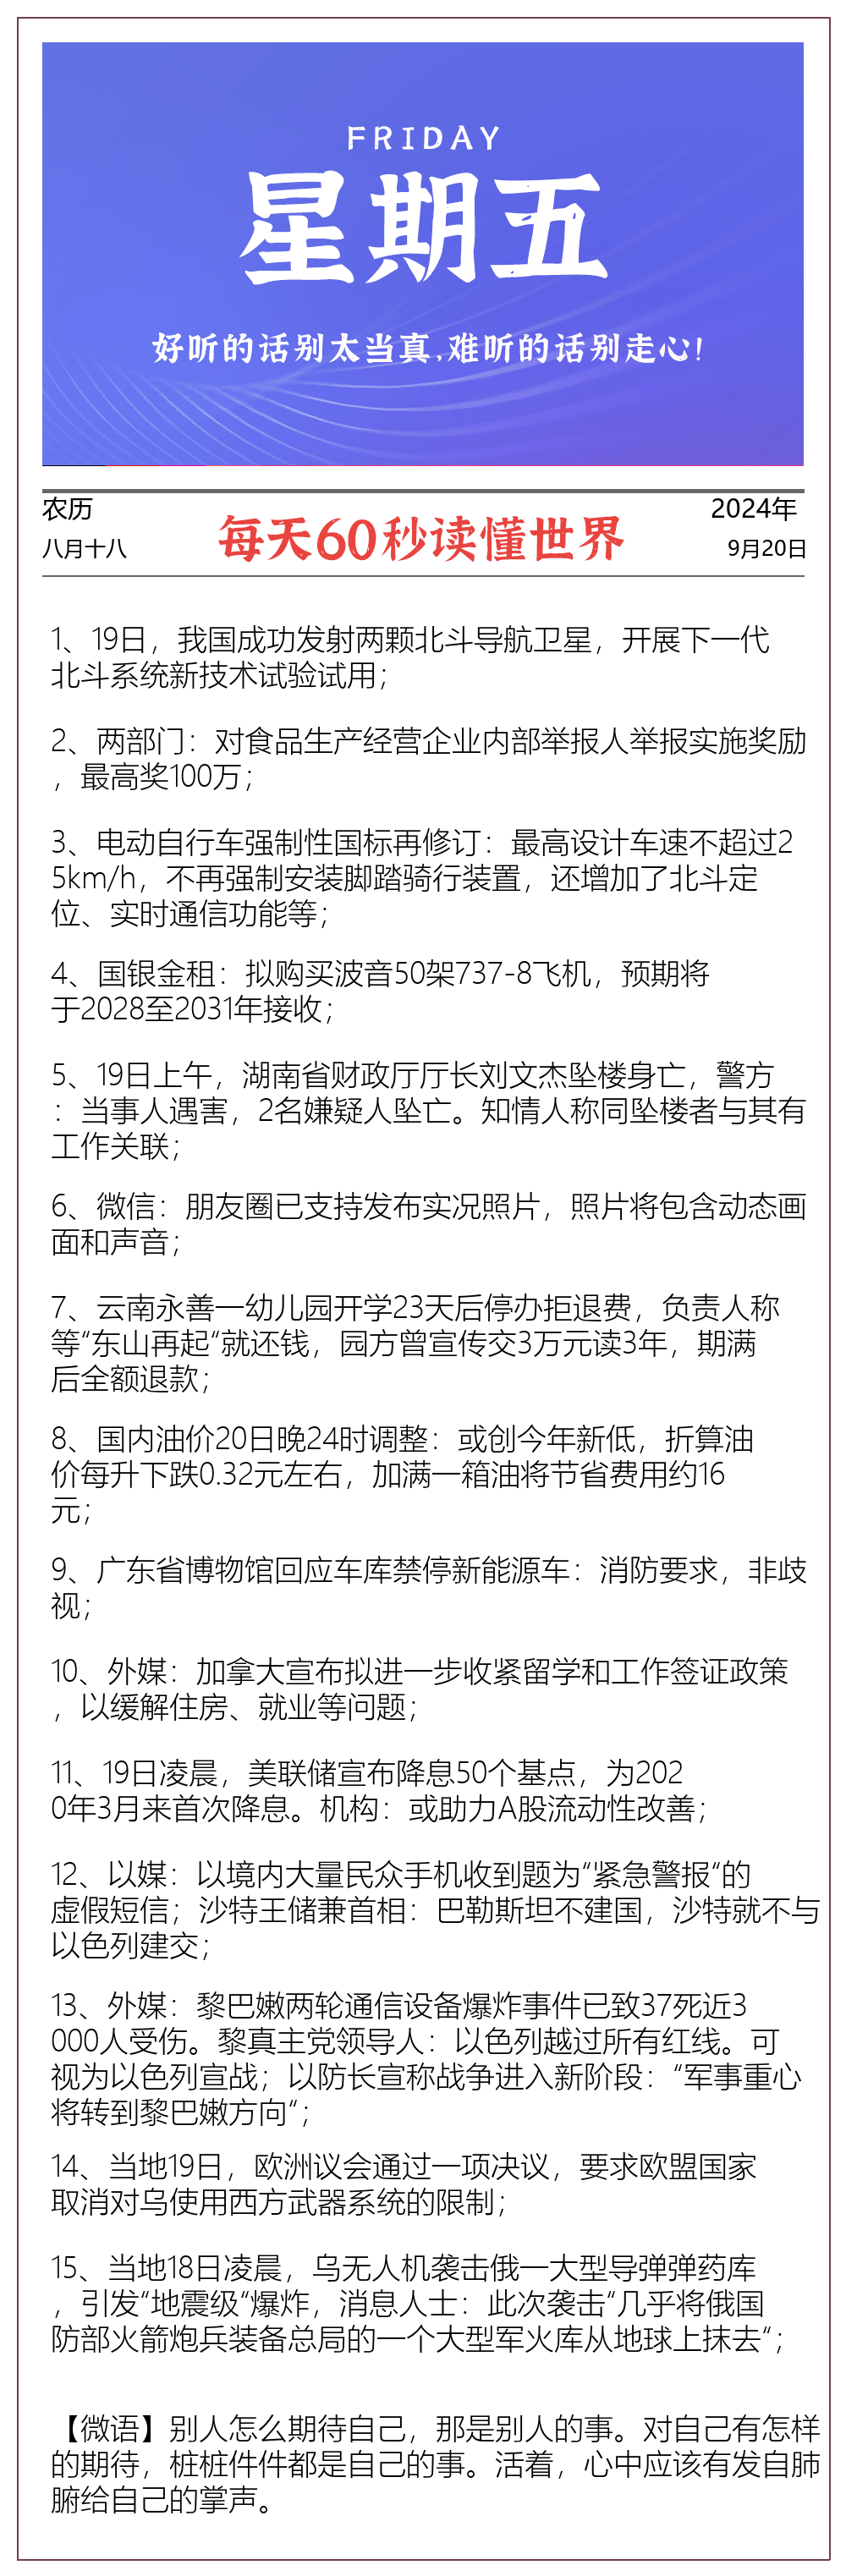 FRIDAY
星期五
好听的话别太当真,难听的话别走心!
农历
八月十八
每天60秒读懂世界
2024年
9月20日
1、19日，我国成功发射两颗北斗导航卫星，开展下一代
北斗系统新技术试验试用；
2、两部门：对食品生产经营企业内部举报人举报实施奖励
，最高奖100万；
3、电动自行车强制性国标再修订：最高设计车速不超过2
5km/h，不再强制安装脚踏骑行装置，还增加了北斗定
位、实时通信功能等；
4、国银金租：拟购买波音50架737-8飞机，预期将
于2028至2031年接收；
5、19日上午，湖南省财政厅厅长刘文杰坠楼身亡，警方
：当事人遇害，2名嫌疑人坠亡。知情人称同坠楼者与其有
工作关联；
6、微信：朋友圈已支持发布实况照片，照片将包含动态画
面和声音；
7、云南永善一幼儿园开学23天后停办拒退费，负责人称
等“东山再起“就还钱，园方曾宣传交3万元读3年，期满
后全额退款；
8、国内油价20日晚24时调整：或创今年新低，折算油
价每升下跌0.32元左右，加满一箱油将节省费用约16
元；
9、广东省博物馆回应车库禁停新能源车：消防要求，非歧
视；
10、外媒：加拿大宣布拟进一步收紧留学和工作签证政策
，以缓解住房、就业等问题；
11、19日凌晨，美联储宣布降息50个基点，为202
0年3月来首次降息。机构：或助力A股流动性改善；
12、以媒：以境内大量民众手机收到题为“紧急警报“的
虚假短信；沙特王储兼首相：巴勒斯坦不建国，沙特就不与
以色列建交；
13、外媒：黎巴嫩两轮通信设备爆炸事件已致37死近3
000人受伤。黎真主党领导人：以色列越过所有红线。可
视为以色列宣战；以防长宣称战争进入新阶段：“军事重心
将转到黎巴嫩方向“；
14、当地19日，欧洲议会通过一项决议，要求欧盟国家
取消对乌使用西方武器系统的限制；
15、当地18日凌晨，乌无人机袭击俄一大型导弹弹药库
，引发“地震级“爆炸，消息人士：此次袭击“几乎将俄国
防部火箭炮兵装备总局的一个大型军火库从地球上抹去“；
【微语】别人怎么期待自己，那是别人的事。对自己有怎样
的期待，桩桩件件都是自己的事。活着，心中应该有发自肺
腑给自己的掌声。